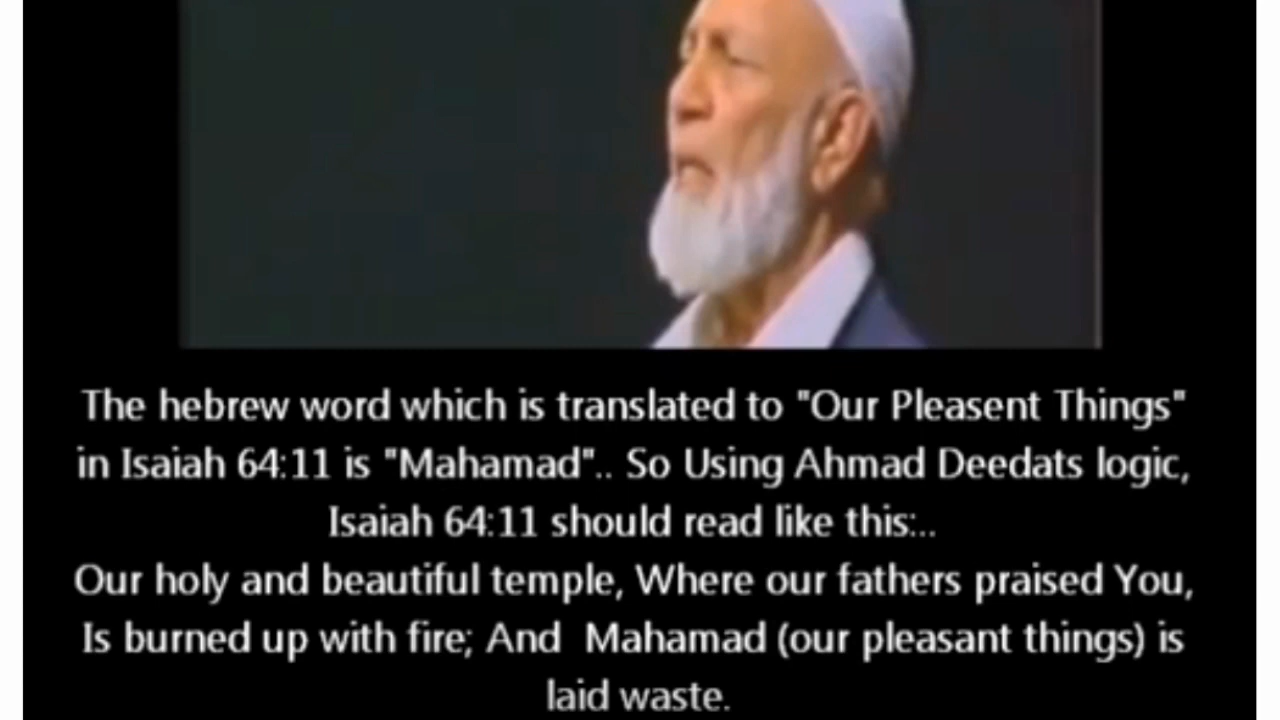 The hebrew word which is translated to "Our Pleasent Things"
in Isaiah 64:11 is "Mahamad".. So Using Ahmad Deedats logic,
Isaiah 64:11 should read like this:..
Our holy and beautiful temple, Where our fathers praised You,
Is burned up with fire; And  Mahamad (our pleasant things) is
laid waste.